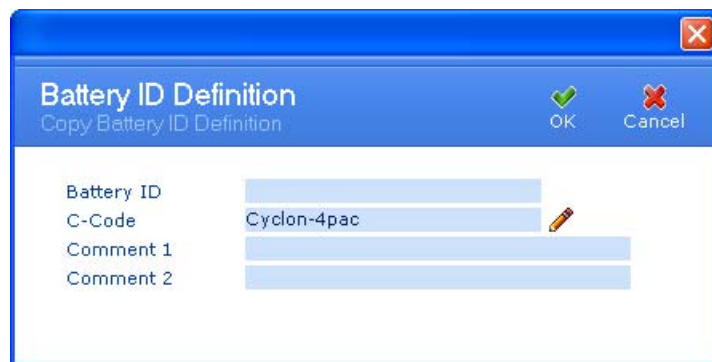 Battery ID Definition
Copy Battery ID Definition
OK
Cancel
Battery ID
C-Code Cyclon-4pac
Comment 1
Comment 2